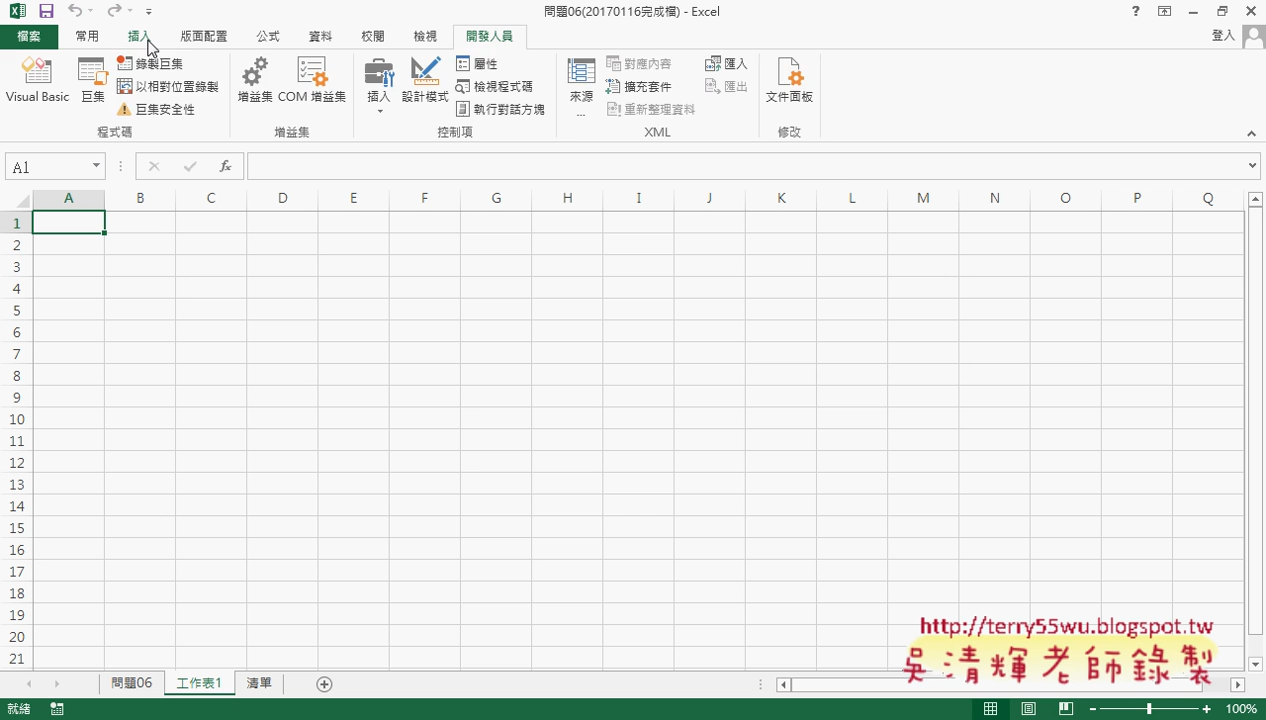 問題06(20170116完成檔) - Excel
?
檔案 常用 插入 版面配置 公式 資料 校閱 檢視 開發人員 登入
Visual Basic 巨集 錄製巨集 以相對位置錄製 巨集安全性
增益集 COM 增益集
插入 設計模式 屬性 檢視程式碼 執行對話方塊
來源 ... 對應內容 擴充套件 重新整理資料 匯入 匯出
文件面板
程式碼 增益集 控制項 XML 修改
A1 fx
A B C D E F G H I J K L M N O P Q
1
2
3
4
5
6
7
8
9
10
11
12
13
14
15
16
17
18
19
20
21
http://terry55wu.blogspot.tw
吳清輝老師錄製
問題06 工作表1 清單
就緒 100%